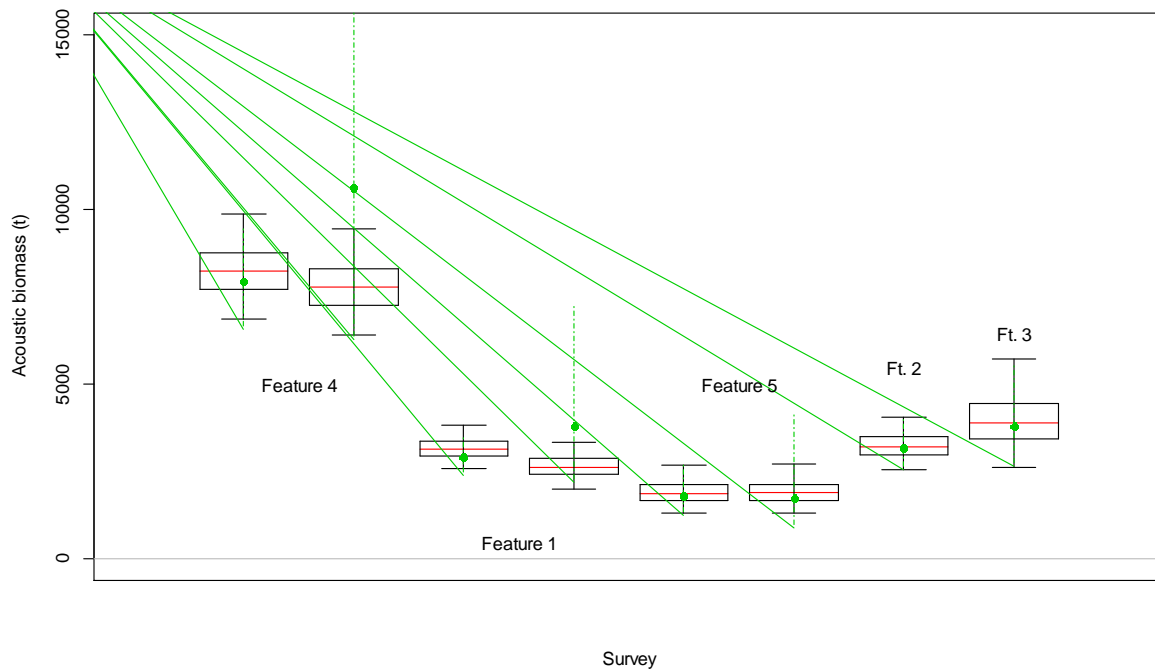 15000
10000
5000
0
Acoustic biomass (t)
Feature 4
Feature 1
Feature 5
Ft. 2
Ft. 3
Survey